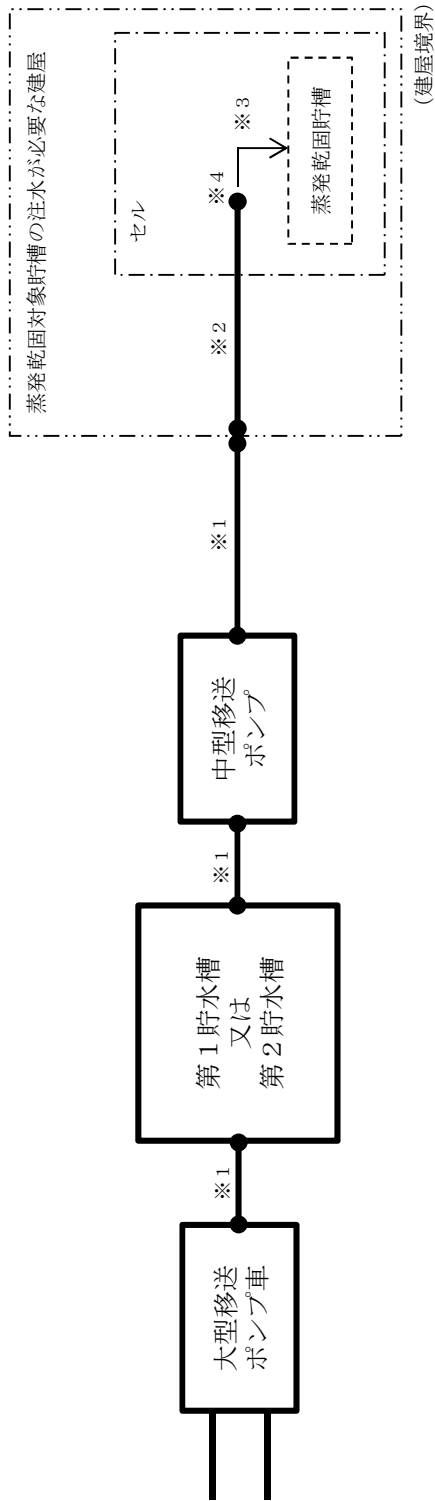 蒸発乾固対象貯槽の注水が必要な建屋
セル
※3
蒸発乾固貯槽
※4
※2
(建屋境界)
※1
中型移送
ポンプ
※1
第1貯水槽
又は
第2貯水槽
※1
大型移送
ポンプ車